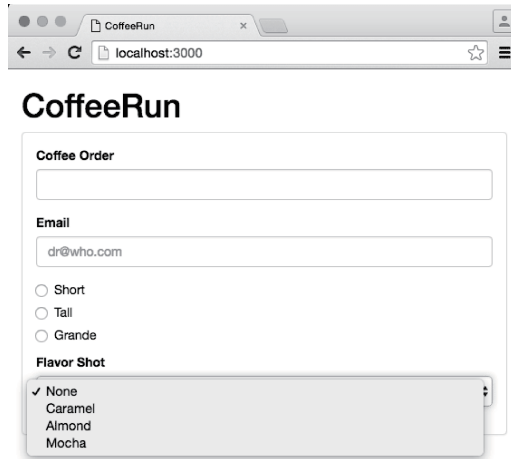 CoffeeRun
localhost:3000
CoffeeRun
Coffee Order
Email
dr@who.com
Short
Tall
Grande
Flavor Shot
✓ None
Caramel
Almond
Mocha